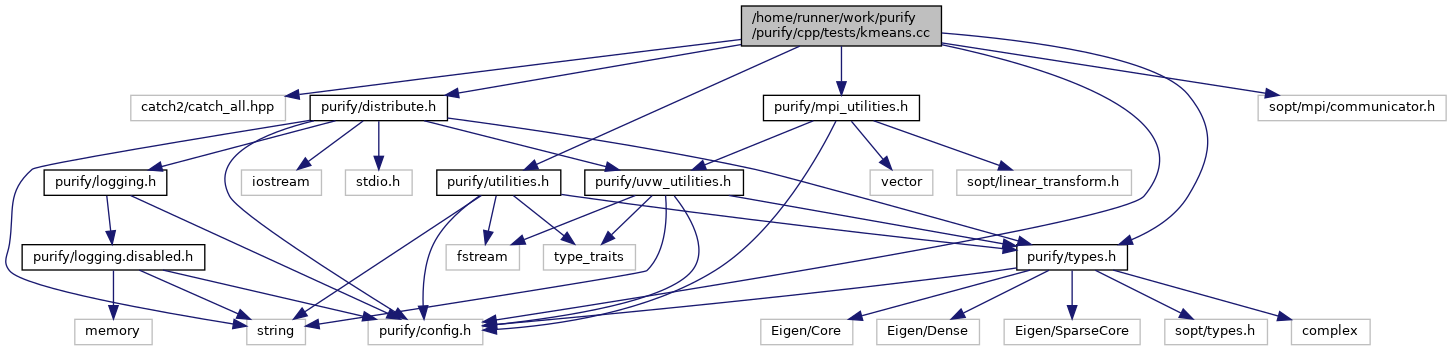 /home/runner/work/purify
/purify/cpp/tests/kmeans.cc
catch2/catch_all.hpp
purify/distribute.h
purify/mpi_utilities.h
sopt/mpi/communicator.h
purify/logging.h
iostream
stdio.h
purify/utilities.h
purify/uvw_utilities.h
vector
sopt/linear_transform.h
purify/logging.disabled.h
fstream
type_traits
purify/types.h
memory
string
purify/config.h
Eigen/Core
Eigen/Dense
Eigen/SparseCore
sopt/types.h
complex